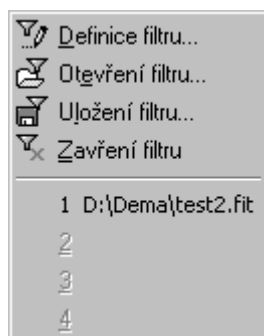 Definice filtru...
Otevření filtru...
Uložení filtru...
Zavření filtru
1 D:\Dema\test2.fit
2
3
4